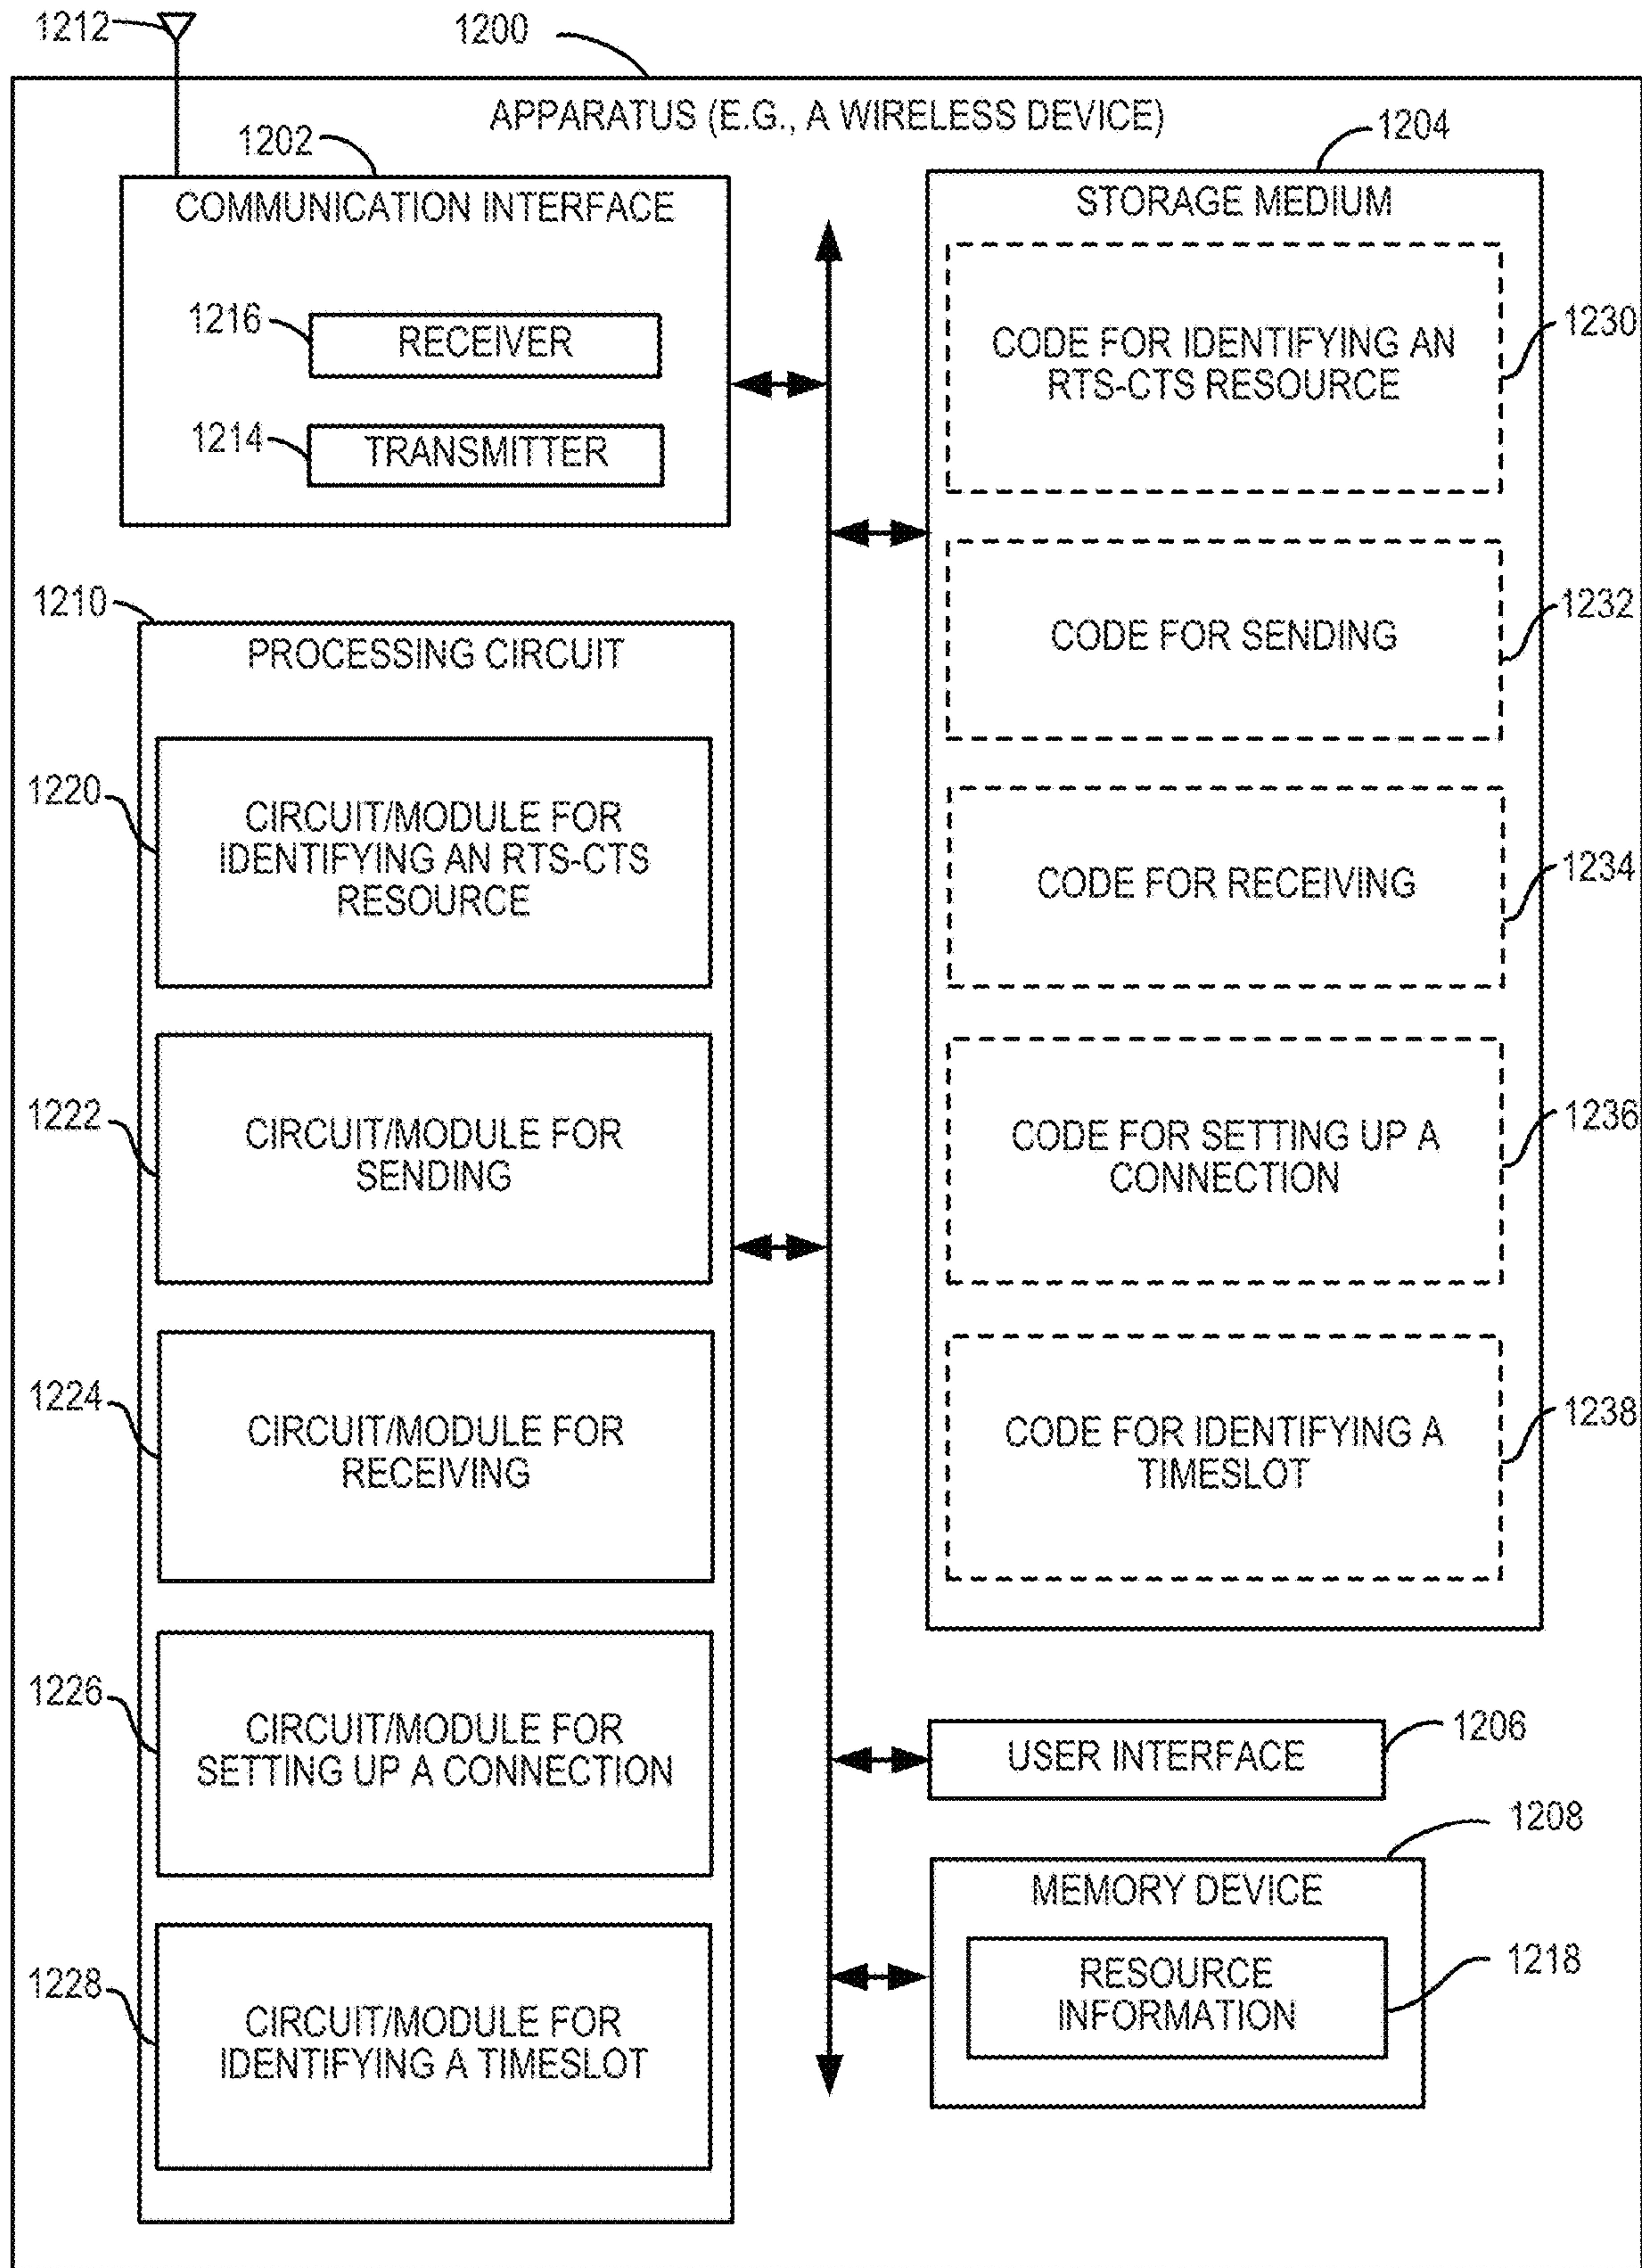 1212
1200
APPARATUS (E.G., A WIRELESS DEVICE)
1202
COMMUNICATION INTERFACE
1216
RECEIVER
1214
TRANSMITTER
1210
PROCESSING CIRCUIT
1220
CIRCUIT/MODULE FOR
IDENTIFYING AN RTS-CTS
RESOURCE
1222
CIRCUIT/MODULE FOR
SENDING
1224
CIRCUIT/MODULE FOR
RECEIVING
1226
CIRCUIT/MODULE FOR
SETTING UP A CONNECTION
1228
CIRCUIT/MODULE FOR
IDENTIFYING A TIMESLOT
1204
STORAGE MEDIUM
CODE FOR IDENTIFYING AN
RTS-CTS RESOURCE
1230
CODE FOR SENDING
1232
CODE FOR RECEIVING
1234
CODE FOR SETTING UP A
CONNECTION
1236
CODE FOR IDENTIFYING A
TIMESLOT
1238
USER INTERFACE
1206
1208
MEMORY DEVICE
RESOURCE
INFORMATION
1218